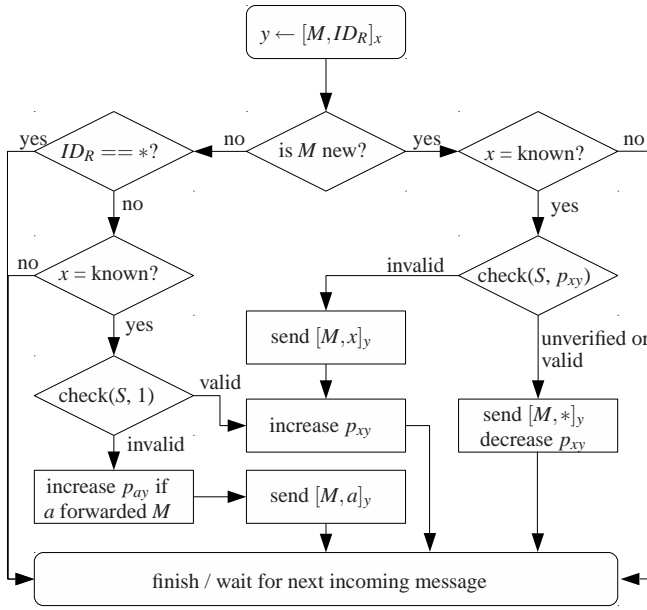 y ← [M, ID_R]_x
yes
ID_R == *?
no
is M new?
yes
x = known?
no
no
yes
no
x = known?
invalid
check(S, p_xy)
yes
send [M, x]_y
unverified or
valid
check(S, 1)
valid
increase p_xy
send [M, *]_y
decrease p_xy
invalid
increase p_ay if
a forwarded M
send [M, a]_y
finish / wait for next incoming message